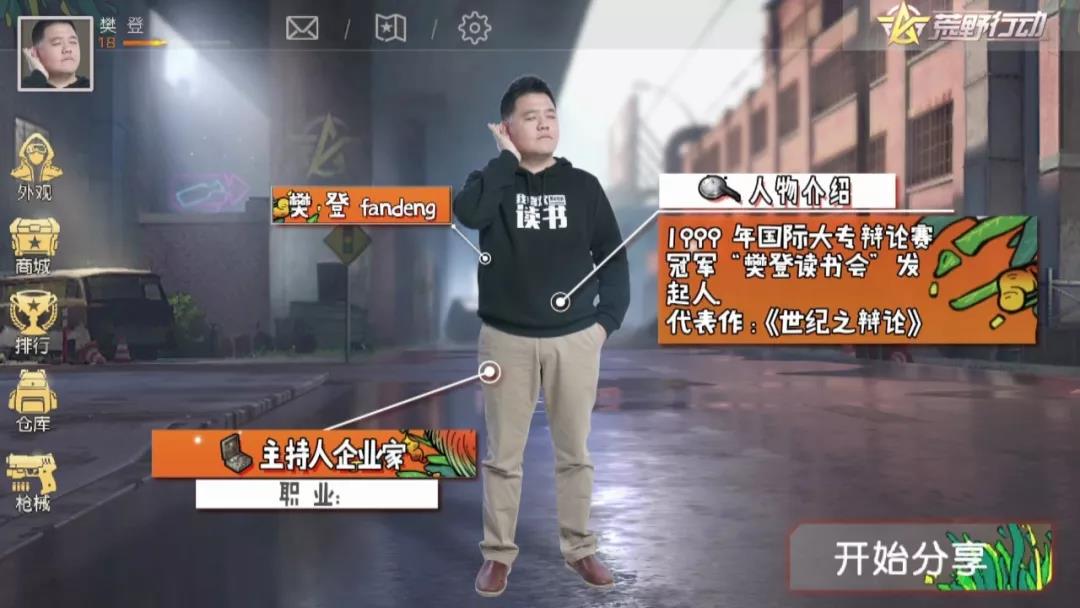 樊 登
18
荒野行动
外观
商城
排行
仓库
枪械
樊·登 fandeng
读书
人物介绍
1999 年国际大专辩论赛
冠军“樊登读书会” 发
起人.
代表作：《世纪之辩论》
主持人企业家
职 业:
开始分享